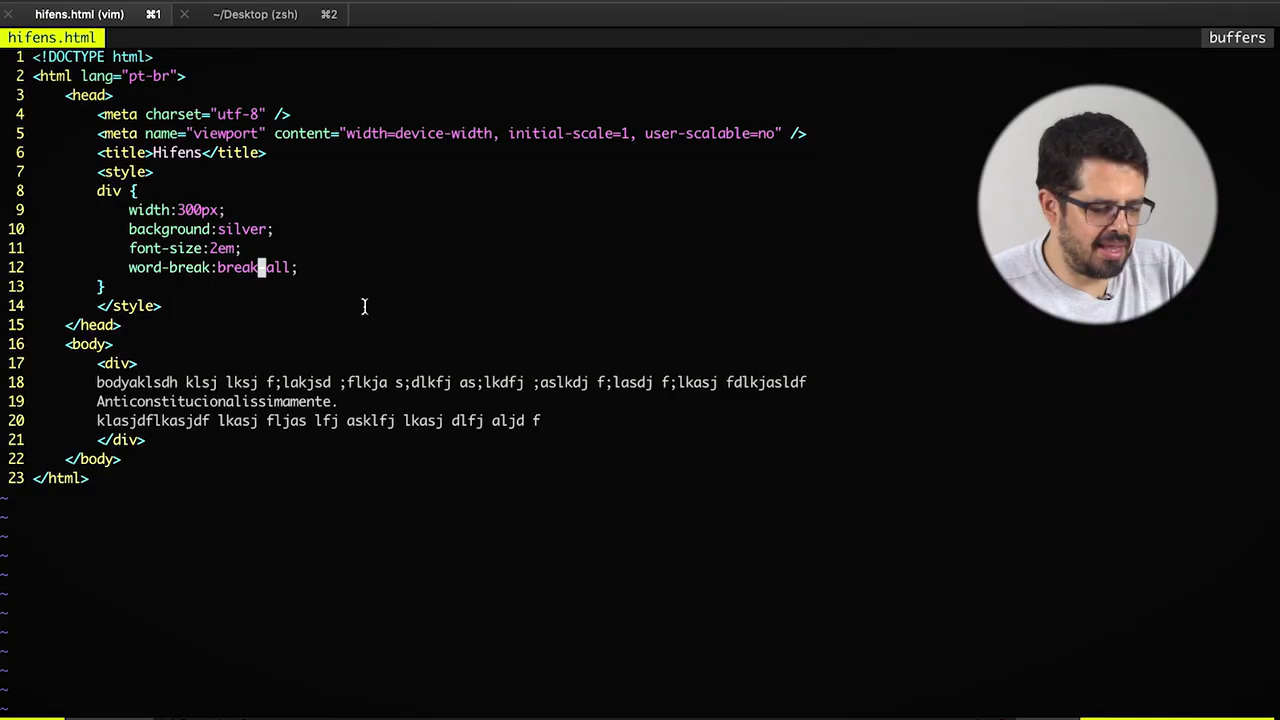 hifens.html (vim) ⌘1 ~/Desktop (zsh) ⌘2
hifens.html buffers
1 <!DOCTYPE html>
2 <html lang="pt-br">
3 <head>
4 <meta charset="utf-8" />
5 <meta name="viewport" content="width=device-width, initial-scale=1, user-scalable=no" />
6 <title>Hifens</title>
7 <style>
8 div {
9 width:300px;
10 background:silver;
11 font-size:2em;
12 word-break:break-all;
13 }
14 </style>
15 </head>
16 <body>
17 <div>
18 bodyaklsdh klsj lksj f;lakjsd ;flkja s;dlkfj as;lkdfj ;aslkdj f;lasdj f;lkasj fdlkjasldf
19 Anticonstitucionalissimamente.
20 klasjdflkasjdf lkasj fljas lfj asklfj lkasj dlfj aljd f
21 </div>
22 </body>
23 </html>
~
~
~
~
~
~
~
~
~
~
~
~